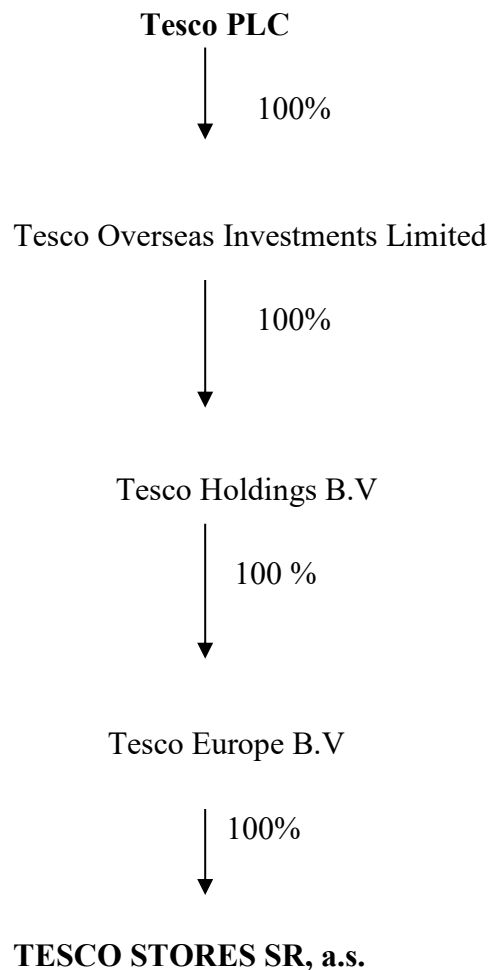 Tesco PLC
100%
Tesco Overseas Investments Limited
100%
Tesco Holdings B.V
100 %
Tesco Europe B.V
100%
TESCO STORES SR, a.s.